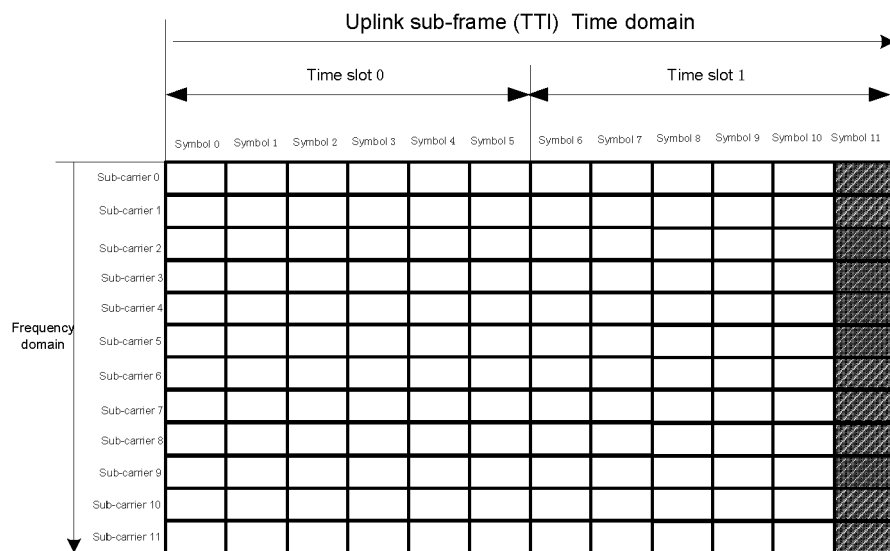 Uplink sub-frame (TTI) Time domain
Time slot 0 Time slot 1
Symbol 0 Symbol 1 Symbol 2 Symbol 3 Symbol 4 Symbol 5 Symbol 6 Symbol 7 Symbol 8 Symbol 9 Symbol 10 Symbol 11
Sub-carrier 0
Sub-carrier 1
Sub-carrier 2
Sub-carrier 3
Sub-carrier 4
Frequency
domain
Sub-carrier 5
Sub-carrier 6
Sub-carrier 7
Sub-carrier 8
Sub-carrier 9
Sub-carrier 10
Sub-carrier 11